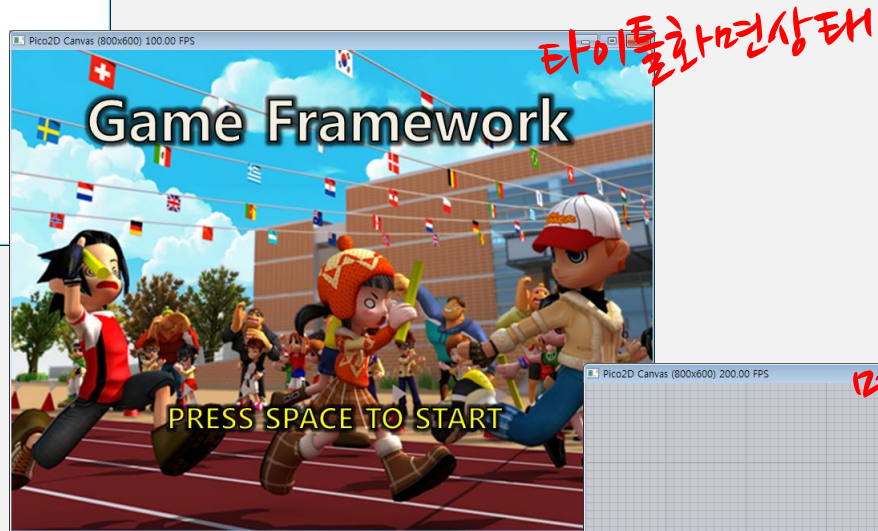 Pico2D Canvas (800x600) 100.00 FPS
타이틀화면상태
Game Framework
PRESS SPACE TO START
Pico2D Canvas (800x600) 200.00 FPS